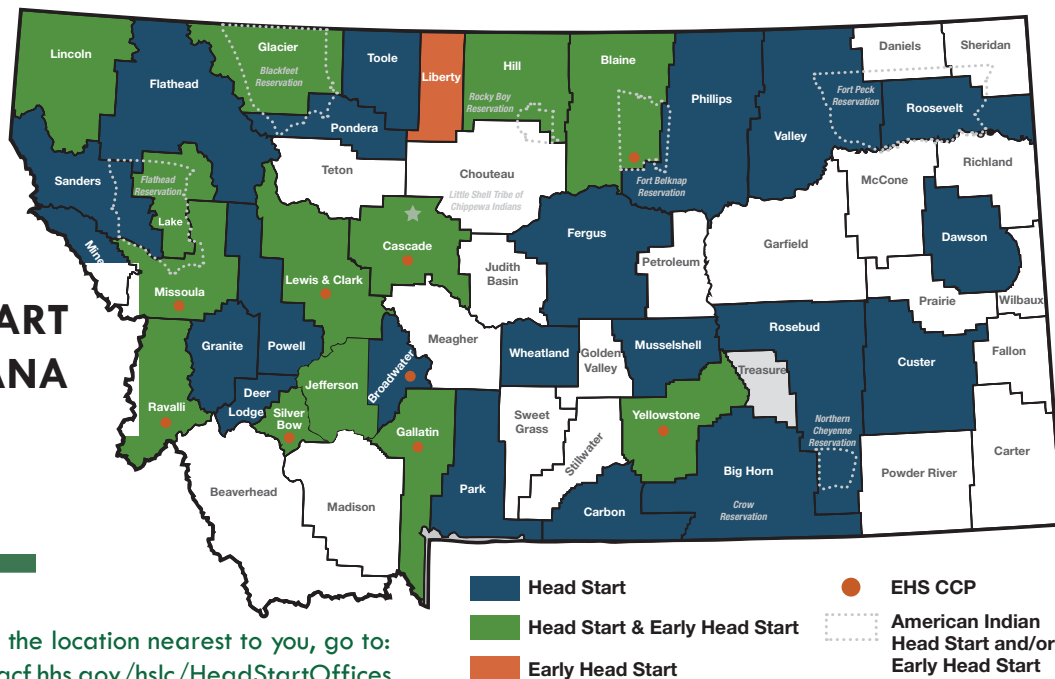 Lincoln
Glacier
Blackfeet
Reservation
Toole
Liberty
Hill
Rocky Boy
Reservation
Blaine
Phillips
Daniels
Sheridan
Flathead
Pondera
Fort Peck
Reservation
Roosevelt
Valley
Teton
Chouteau
Little Shell Tribe of
Chippewa Indians
Fort Belknap
Reservation
McCone
Richland
Sanders
Flathead
Reservation
Lake
Mine
Cascade
Fergus
Petroleum
Garfield
Dawson
Judith
Basin
Lewis & Clark
Missoula
Prairie
Wibaux
ART
ANA
Granite
Powell
Meagher
Wheatland
Golden
Valley
Musselshell
Rosebud
Custer
Fallon
Broadwater
Jefferson
Treasure
Deer
Lodge
Silver
Bow
Ravalli
Gallatin
Sweet
Grass
Stillwater
Yellowstone
Northern
Cheyenne
Reservation
Carter
Beaverhead
Madison
Park
Carbon
Big Horn
Crow
Reservation
Powder River
Head Start
Head Start & Early Head Start
Early Head Start
EHS CCP
American Indian
Head Start and/or
Early Head Start
the location nearest to you, go to:
acf.hhs.gov/hslc/HeadStartOffices